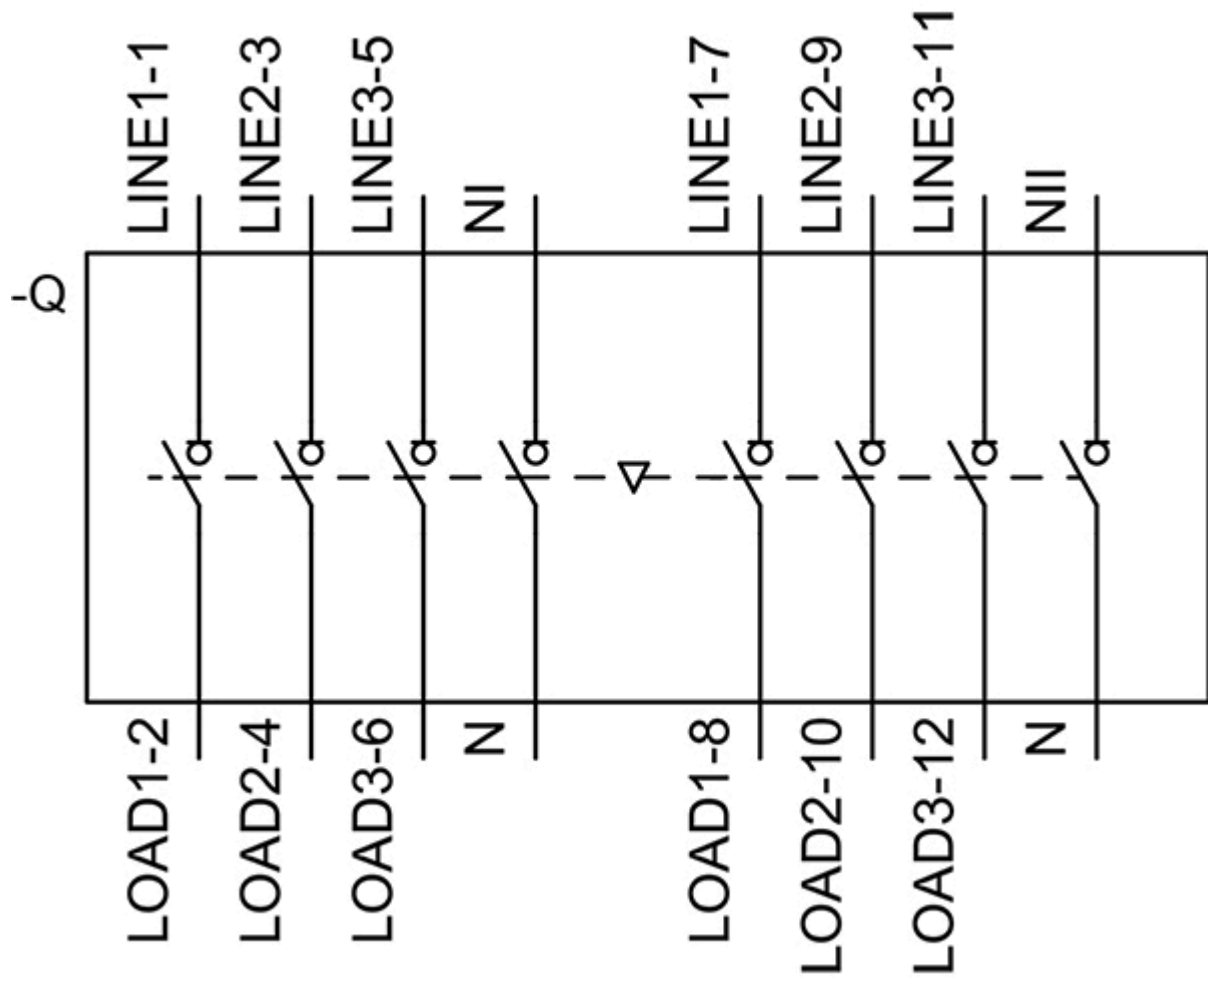 LINE1-1
LINE2-3
LINE3-5
NI
LINE1-7
LINE2-9
LINE3-11
NII
-Q
LOAD1-2
LOAD2-4
LOAD3-6
N
LOAD1-8
LOAD2-10
LOAD3-12
N